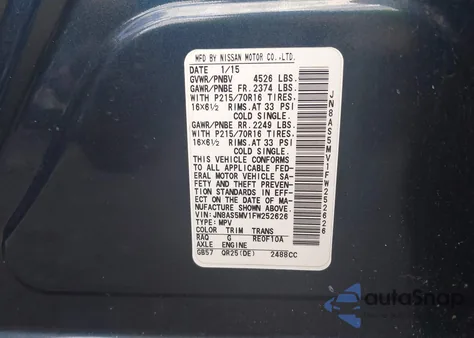 MFD BY NISSAN MOTOR CO.,LTD.
DATE 1/15
GVWR/PNBV 4526 LBS.
GAWR/PNBE FR. 2374 LBS.
WITH P215/70R16 TIRES.
16X6½ RIMS.AT 33 PSI
COLD SINGLE.
GAWR/PNBE RR. 2249 LBS.
WITH P215/70R16 TIRES.
16X6½ RIMS.AT 33 PSI
COLD SINGLE.
THIS VEHICLE CONFORMS
TO ALL APPLICABLE FED-
ERAL MOTOR VEHICLE SA-
FETY AND THEFT PREVEN-
TION STANDARDS IN EFF-
ECT ON THE DATE OF MA-
NUFACTURE SHOWN ABOVE
VIN:JN8AS5MV1FW252626
TYPE:MPV
COLOR TRIM TRANS
RAQ G RE0F10A
AXLE ENGINE
GB57 QR25(DE) 2488CC
JN8AS5MV1FW252626
autoSnap